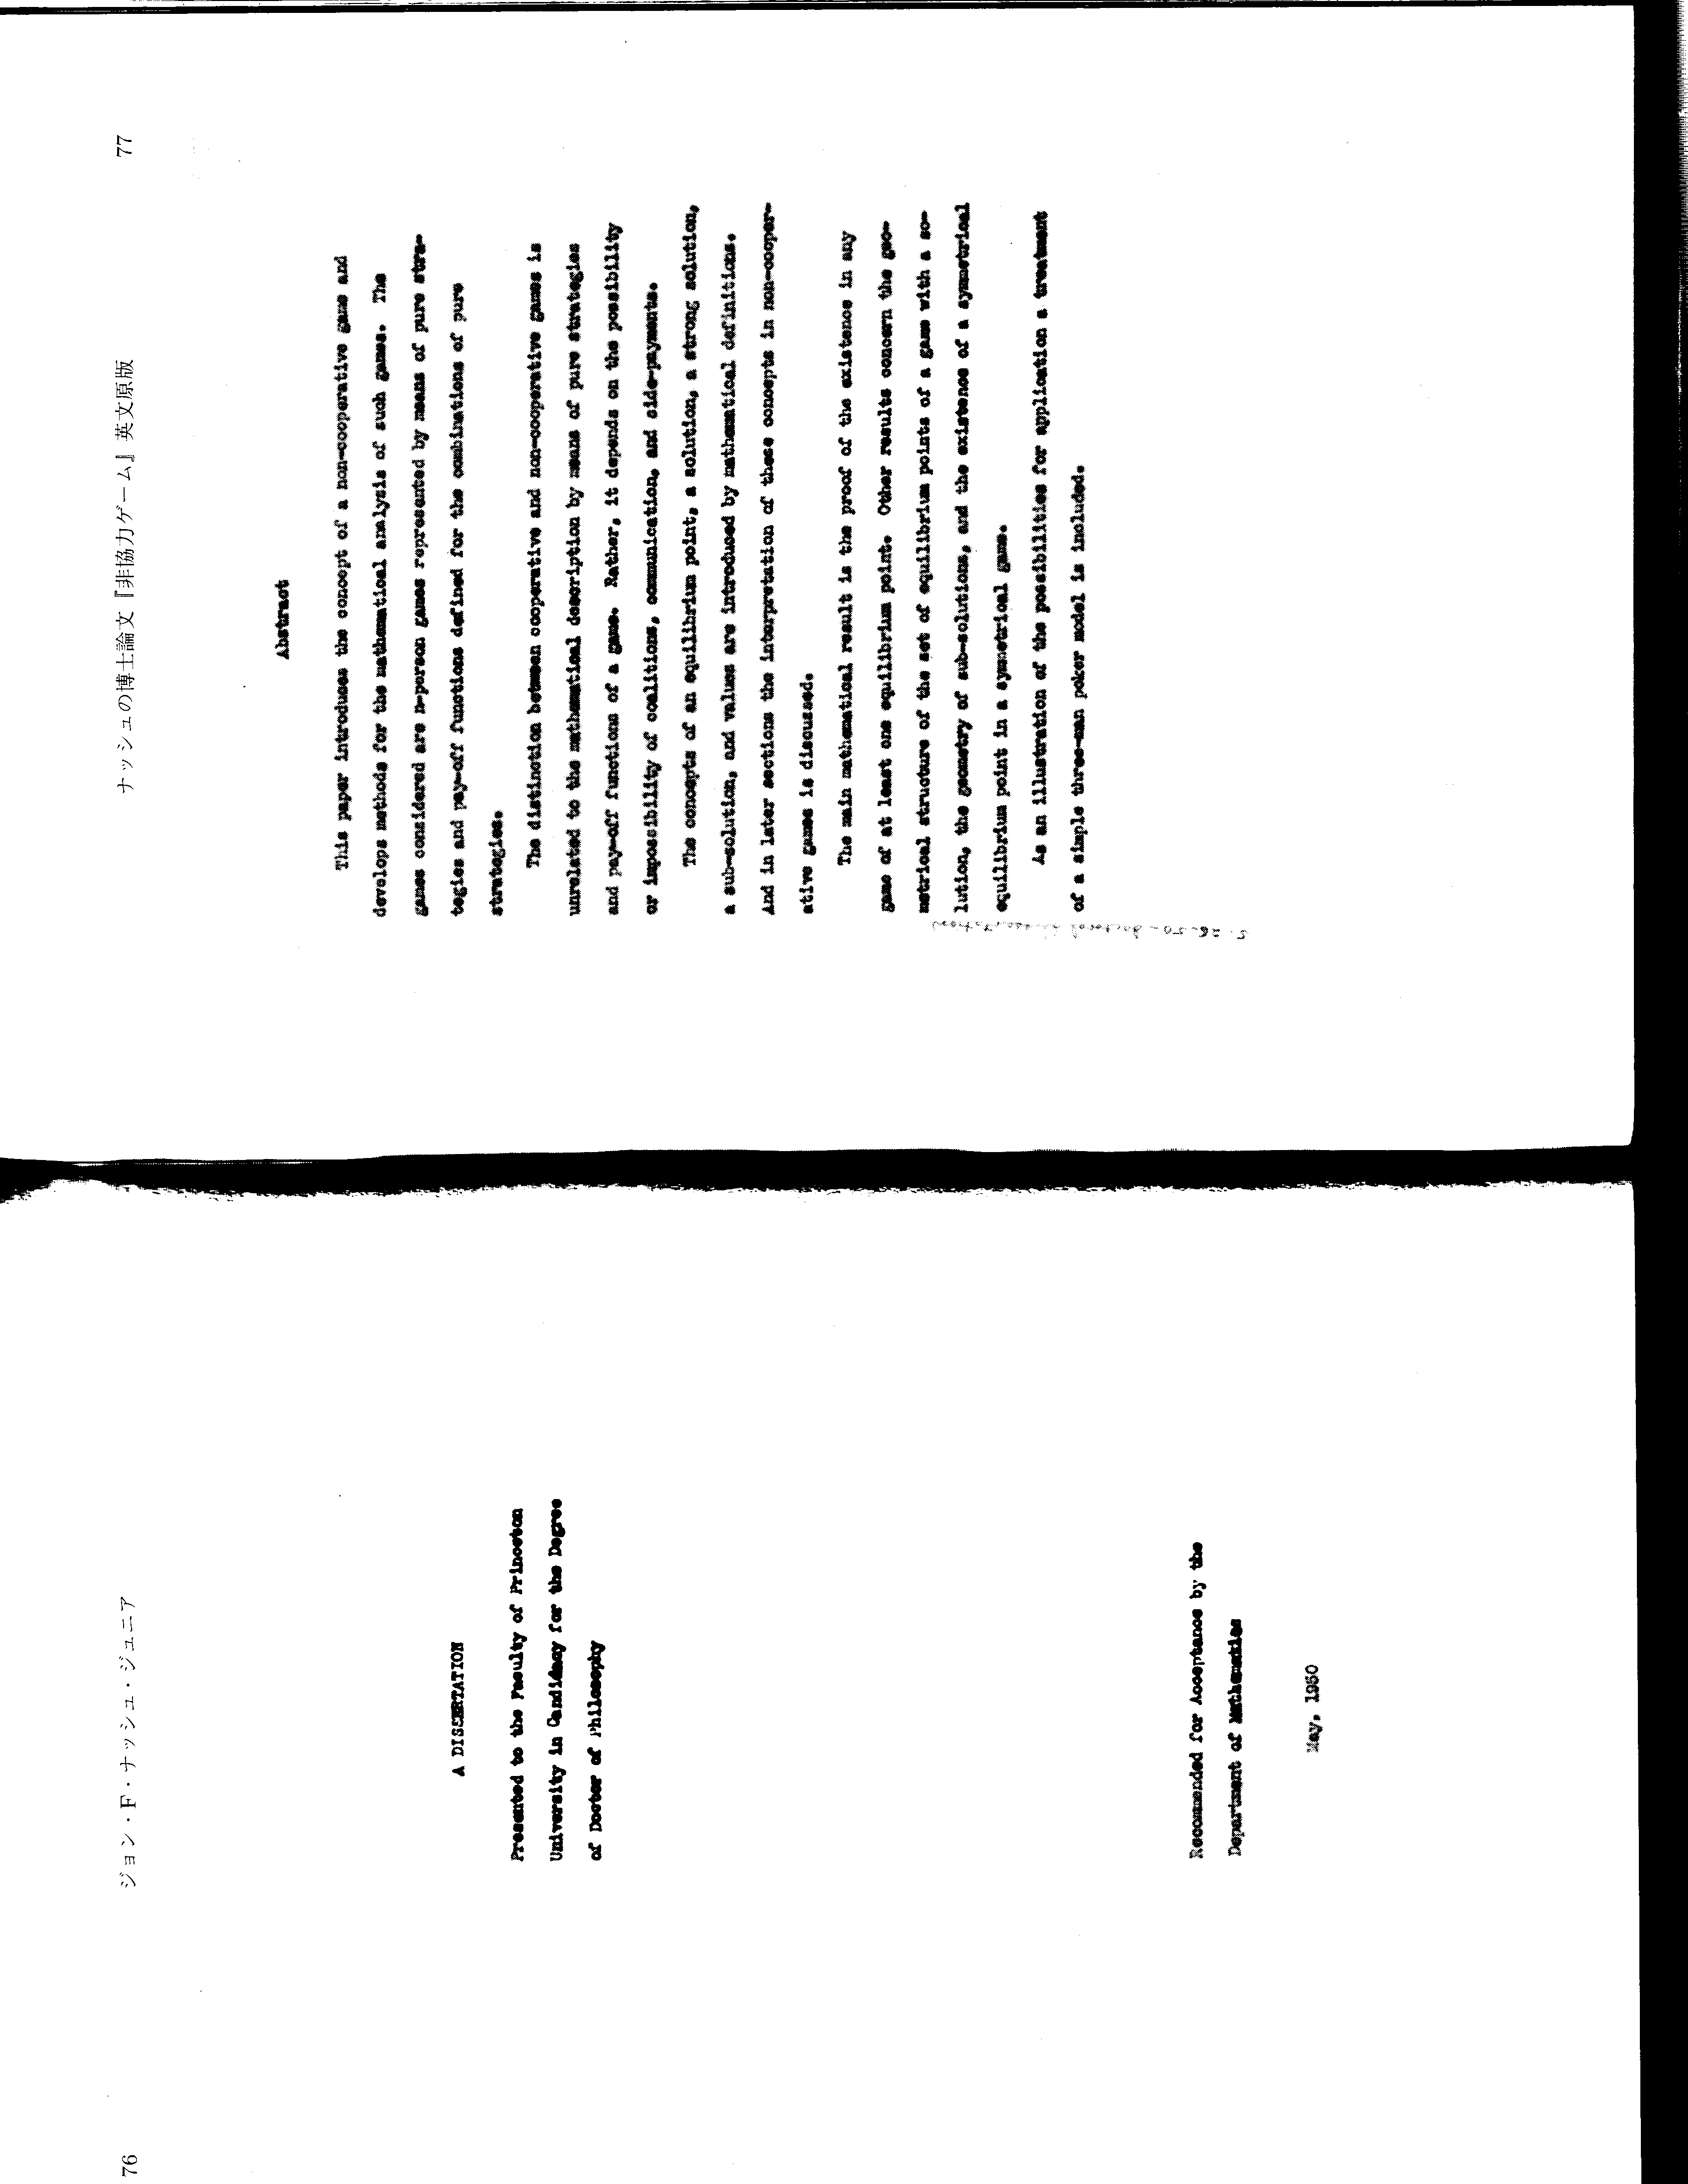 76
ジョン・F・ナッシュ・ジュニア
A DISSERTATION
Presented to the Faculty of Princeton
University in Candidacy for the Degree
of Doctor of Philosophy
Recommended for Acceptance by the
Department of Mathematics
May, 1950
ナッシュの博士論文『非協力ゲーム』英文原版
77
Abstract
This paper introduces the concept of a non-cooperative game and
develops methods for the mathematical analysis of such games. The
games considered are n-person games represented by means of pure stra-
tegies and pay-off functions defined for the combinations of pure
strategies.
The distinction between cooperative and non-cooperative games is
unrelated to the mathematical description by means of pure strategies
and pay-off functions of a game. Rather, it depends on the possibility
or impossibility of coalitions, communication, and side-payments.
The concepts of an equilibrium point, a solution, a strong solution,
a sub-solution, and values are introduced by mathematical definitions.
And in later sections the interpretation of these concepts in non-cooper-
ative games is discussed.
The main mathematical result is the proof of the existence in any
game of at least one equilibrium point. Other results concern the geo-
metrical structure of the set of equilibrium points of a game with a so-
lution, the geometry of sub-solutions, and the existence of a symmetrical
equilibrium point in a symmetrical game.
As an illustration of the possibilities for application a treatment
of a simple three-man poker model is included.